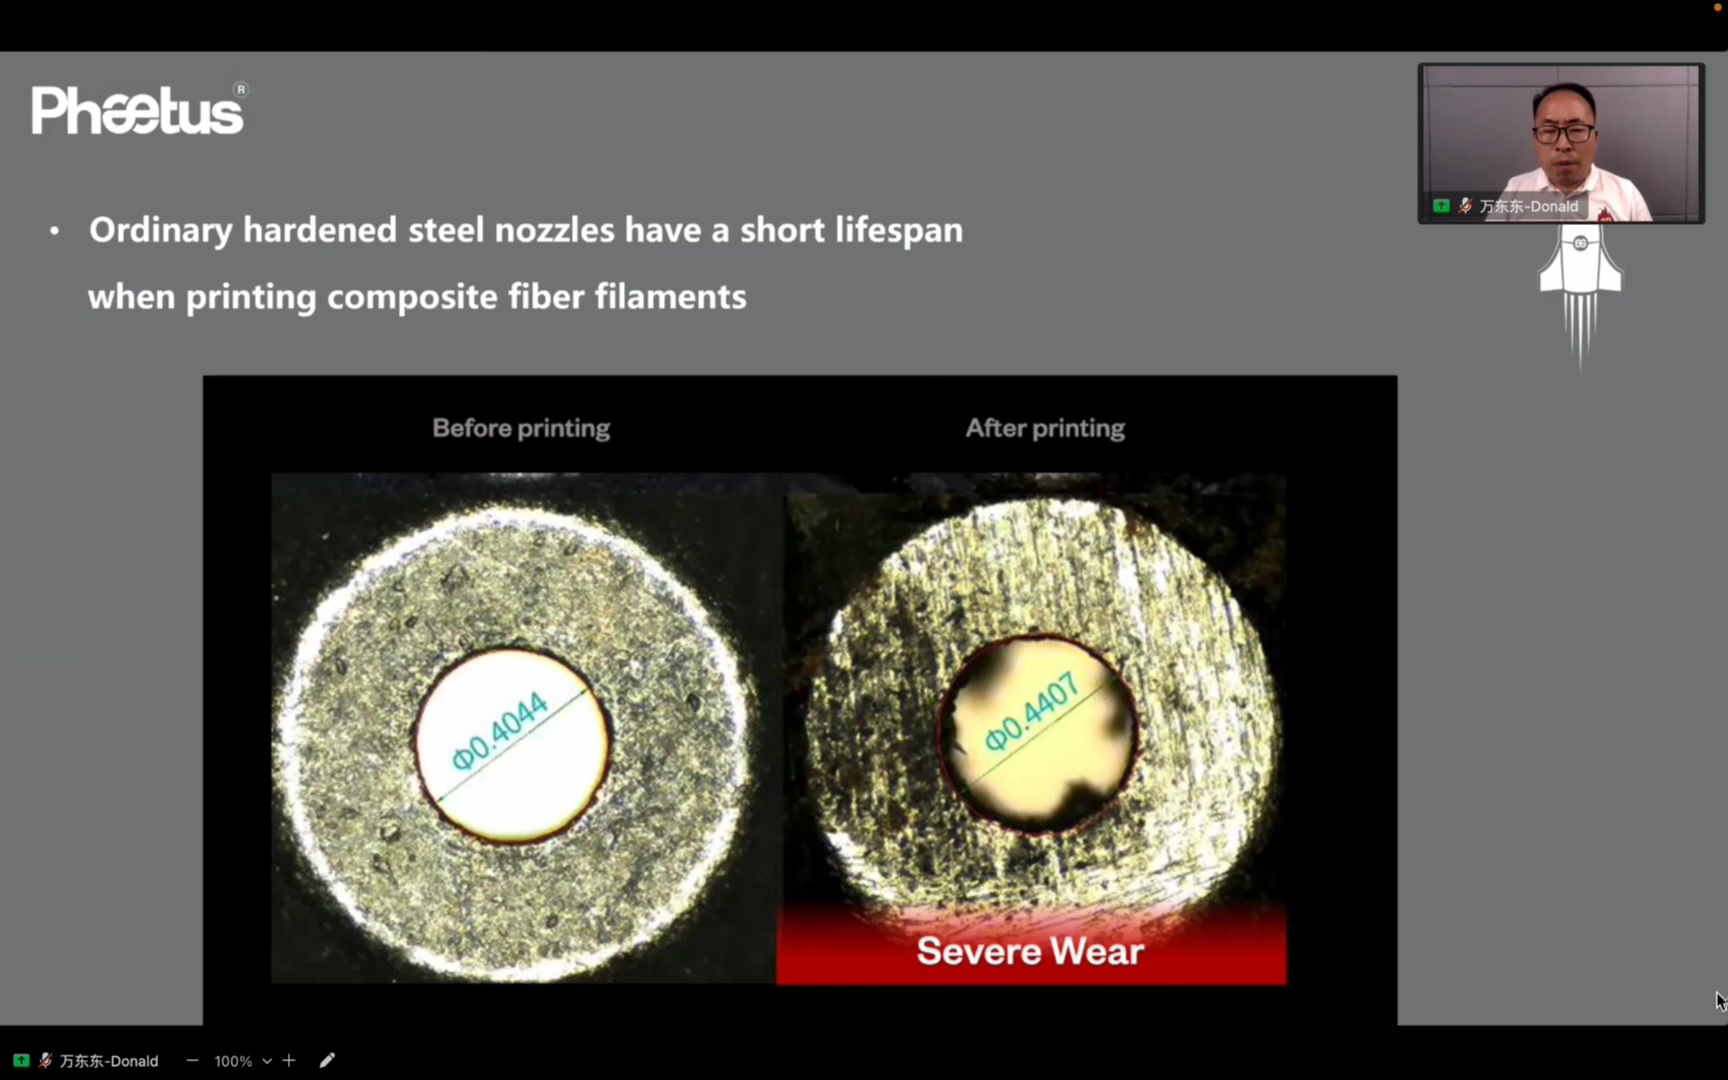 Phaetus®
• Ordinary hardened steel nozzles have a short lifespan
when printing composite fiber filaments
万东东-Donald
Before printing
After printing
Φ0.4044
Φ0.4407
Severe Wear
万东东-Donald
100%